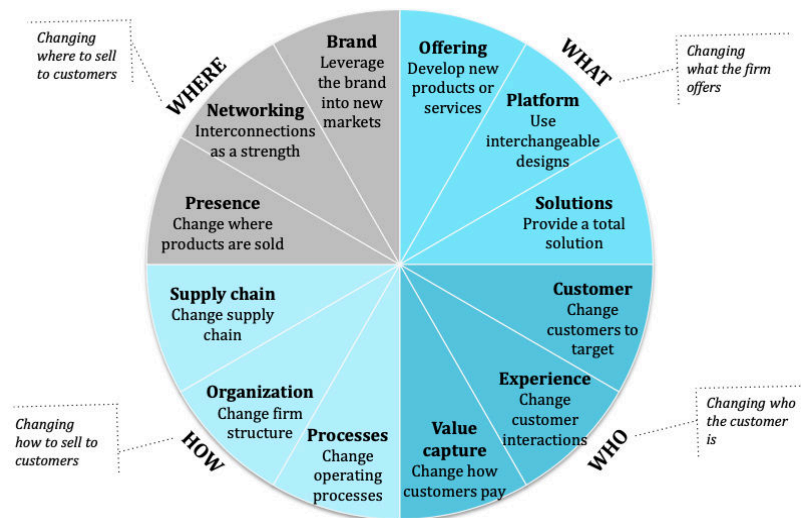 Changing
where to sell
to customers
WHERE
Brand
Leverage
the brand
into new
markets
Networking
Interconnections
as a strength
Presence
Change where
products are sold
Offering
Develop new
products or
services
Platform
Use
interchangeable
designs
Solutions
Provide a total
solution
WHAT
Changing
what the firm
offers
Customer
Change
customers to
target
Experience
Change
customer
interactions
Value
capture
Change how
customers pay
WHO
Changing who
the customer
is
Supply chain
Change supply
chain
Organization
Change firm
structure
Processes
Change
operating
processes
HOW
Changing
how to sell to
customers